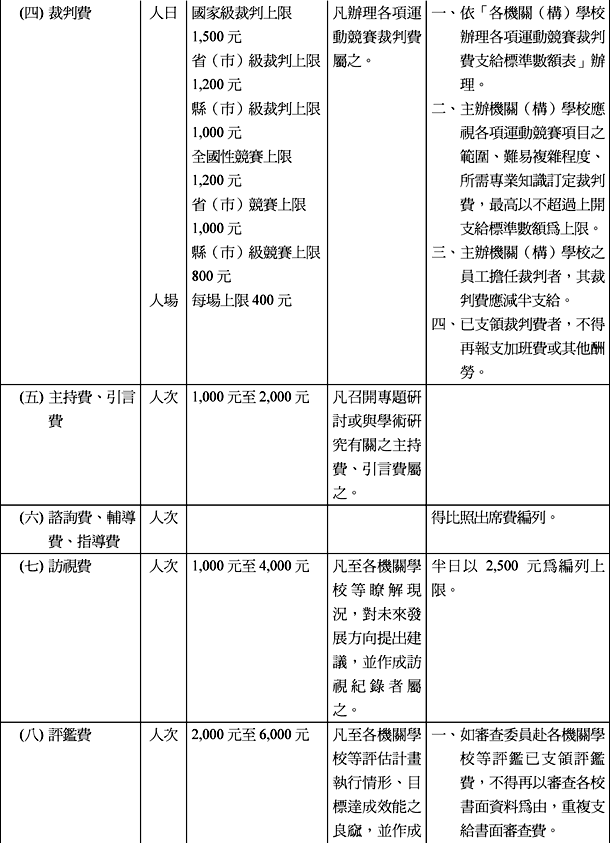 (四) 裁判費
人日
國家級裁判上限
1,500 元
省（市）級裁判上限
1,200 元
縣（市）級裁判上限
1,000 元
全國性競賽上限
1,200 元
省（市）競賽上限
1,000 元
縣（市）級競賽上限
800 元
人場
每場上限 400 元
凡辦理各項運
動競賽裁判費
屬之。
一、依「各機關（構）學校
辦理各項運動競賽裁判
費支給標準數額表」辦
理。
二、主辦機關（構）學校應
視各項運動競賽項目之
範圍、難易複雜程度、
所需專業知識訂定裁判
費，最高以不超過上開
支給標準數額為上限。
三、主辦機關（構）學校之
員工擔任裁判者，其裁
判費應減半支給。
四、已支領裁判費者，不得
再報支加班費或其他酬
勞。
(五) 主持費、引言
費
人次
1,000 元至 2,000 元
凡召開專題研
討或與學術研
究有關之主持
費、引言費屬
之。
(六) 諮詢費、輔導
費、指導費
人次
得比照出席費編列。
(七) 訪視費
人次
1,000 元至 4,000 元
凡至各機關學
校等瞭解現
況，對未來發
展方向提出建
議，並作成訪
視紀錄者屬
之。
半日以 2,500 元為編列上
限。
(八) 評鑑費
人次
2,000 元至 6,000 元
凡至各機關學
校等評估計畫
執行情形、目
標達成效能之
良窳，並作成
一、如審查委員赴各機關學
校等評鑑已支領評鑑
費，不得再以審查各校
書面資料為由，重複支
給書面審查費。